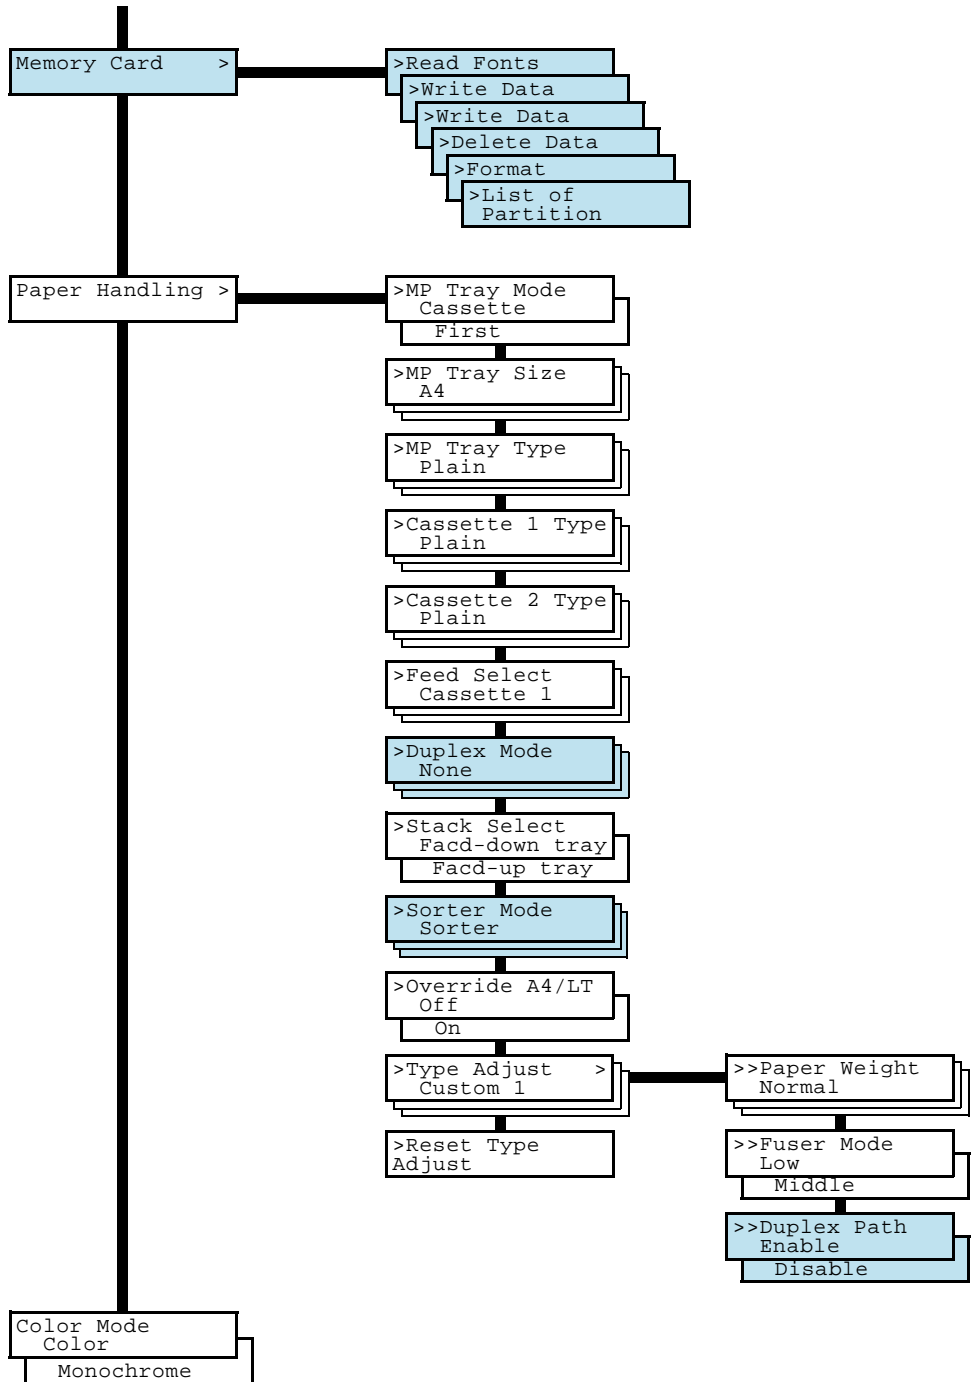 Memory Card >
>Read Fonts
>Write Data
>Write Data
>Delete Data
>Format
>List of
Partition
Paper Handling >
>MP Tray Mode
Cassette
First
>MP Tray Size
A4
>MP Tray Type
Plain
>Cassette 1 Type
Plain
>Cassette 2 Type
Plain
>Feed Select
Cassette 1
>Duplex Mode
None
>Stack Select
Facd-down tray
Facd-up tray
>Sorter Mode
Sorter
>Override A4/LT
Off
On
>Type Adjust >
Custom 1
>>Paper Weight
Normal
>>Fuser Mode
Low
Middle
>>Duplex Path
Enable
Disable
>Reset Type
Adjust
Color Mode
Color
Monochrome